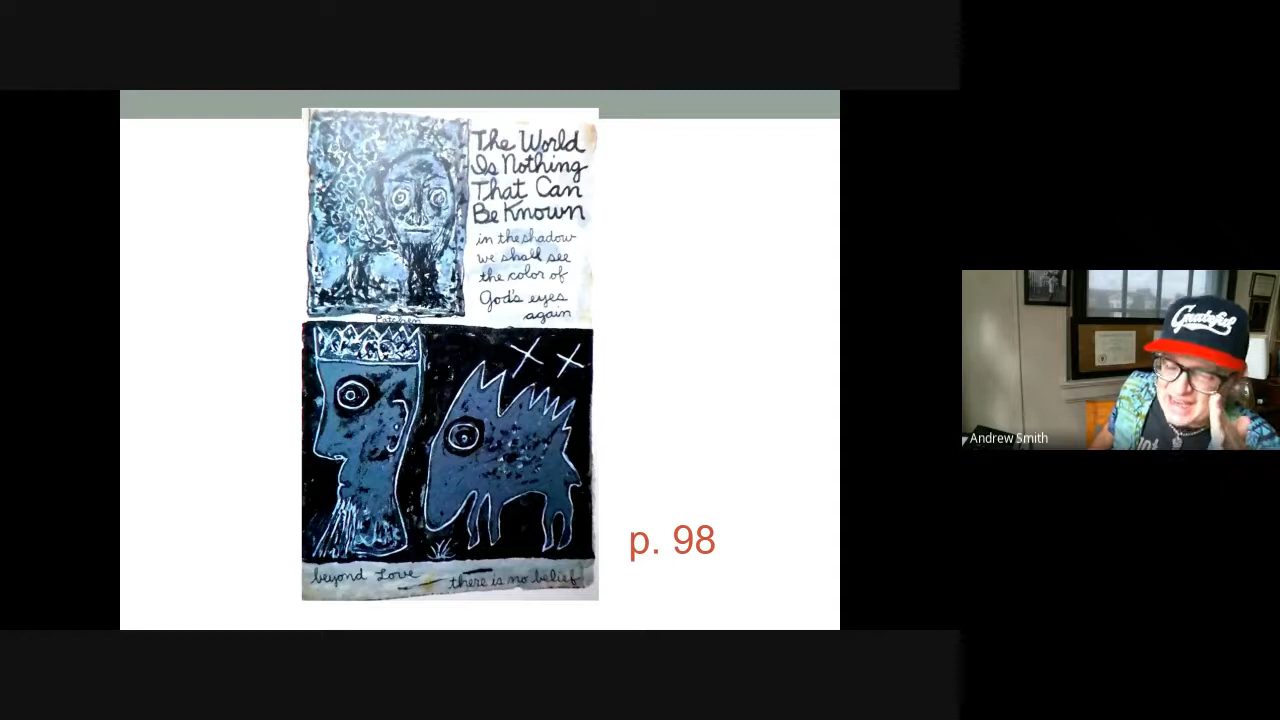 The World
Is Nothing
That Can
Be Known
in the shadow
we shall see
the color of
God's eyes
again
Patchen
beyond Love — there is no belief
p. 98
Grateful
Andrew Smith